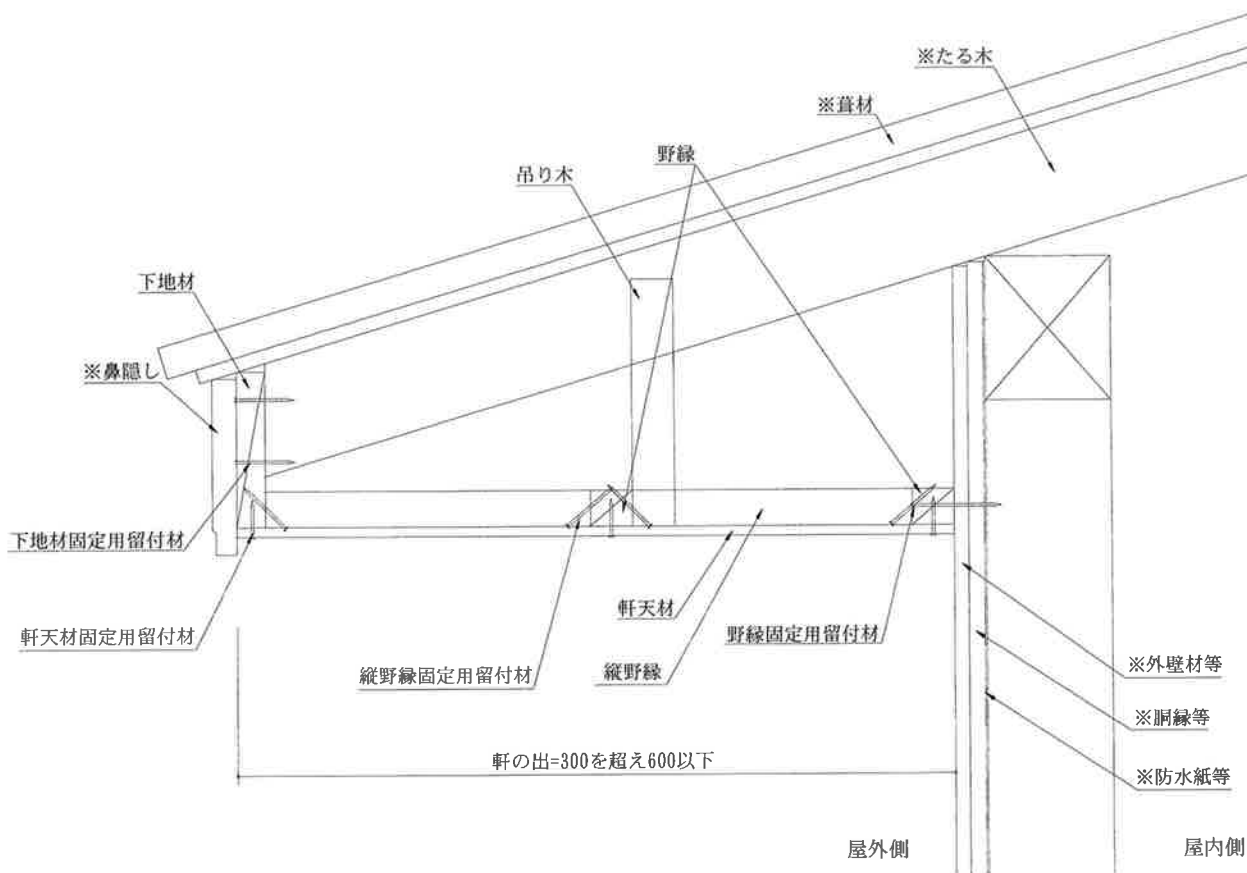 ※たる木
※葺材
野縁
吊り木
下地材
※鼻隠し
下地材固定用留付材
軒天材固定用留付材
縦野縁固定用留付材
軒天材
縦野縁
野縁固定用留付材
※外壁材等
※胴縁等
※防水紙等
軒の出=300を超え600以下
屋外側
屋内側